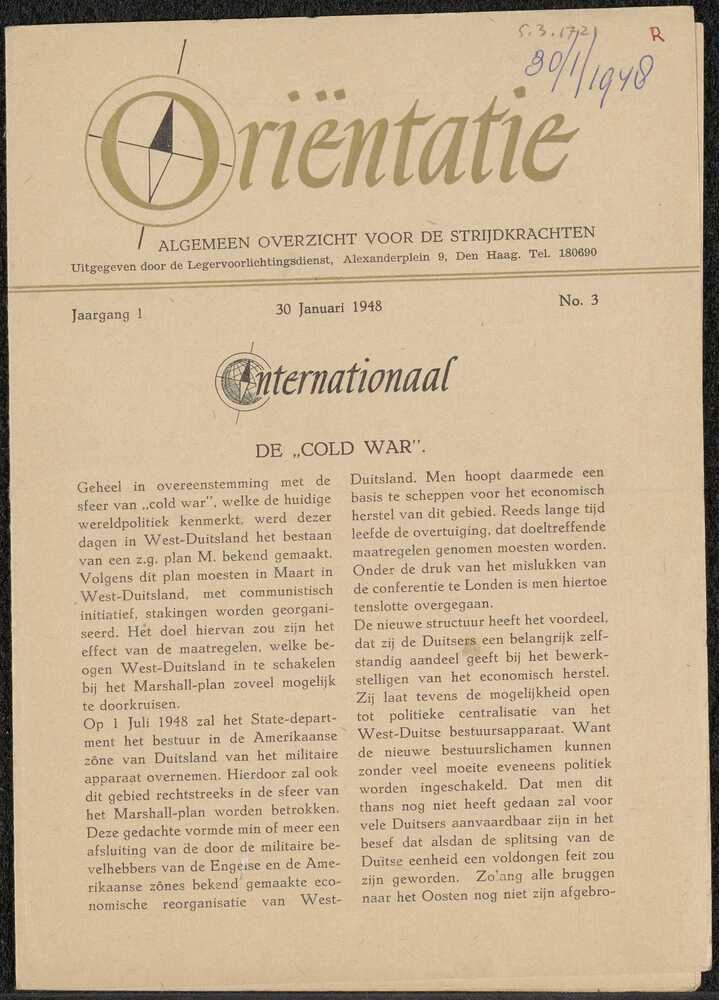 5.3.17,2)
R
30/1/1948
Oriëntatie
ALGEMEEN OVERZICHT VOOR DE STRIJDKRACHTEN
Uitgegeven door de Legervoorlichtingsdienst, Alexanderplein 9, Den Haag. Tel. 180690
Jaargang 1 30 Januari 1948 No. 3
Internationaal
DE „COLD WAR".
Geheel in overeenstemming met de
sfeer van „cold war", welke de huidige
wereldpolitiek kenmerkt, werd dezer
dagen in West-Duitsland het bestaan
van een z.g. plan M. bekend gemaakt.
Volgens dit plan moesten in Maart in
West-Duitsland, met communistisch
initiatief, stakingen worden georgani-
seerd. Het doel hiervan zou zijn het
effect van de maatregelen, welke be-
ogen West-Duitsland in te schakelen
bij het Marshall-plan zoveel mogelijk
te doorkruisen.
Op 1 Juli 1948 zal het State-depart-
ment het bestuur in de Amerikaanse
zône van Duitsland van het militaire
apparaat overnemen. Hierdoor zal ook
dit gebied rechtstreeks in de sfeer van
het Marshall-plan worden betrokken.
Deze gedachte vormde min of meer een
afsluiting van de door de militaire be-
velhebbers van de Engelse en de Ame-
rikaanse zônes bekend gemaakte eco-
nomische reorganisatie van West-
Duitsland. Men hoopt daarmede een
basis te scheppen voor het economisch
herstel van dit gebied. Reeds lange tijd
leefde de overtuiging, dat doeltreffende
maatregelen genomen moesten worden.
Onder de druk van het mislukken van
de conferentie te Londen is men hiertoe
tenslotte overgegaan.
De nieuwe structuur heeft het voordeel,
dat zij de Duitsers een belangrijk zelf-
standig aandeel geeft bij het bewerk-
stelligen van het economisch herstel.
Zij laat tevens de mogelijkheid open
tot politieke centralisatie van het
West-Duitse bestuursapparaat. Want
de nieuwe bestuurslichamen kunnen
zonder veel moeite eveneens politiek
worden ingeschakeld. Dat men dit
thans nog niet heeft gedaan zal voor
vele Duitsers aanvaardbaar zijn in het
besef dat alsdan de splitsing van de
Duitse eenheid een voldongen feit zou
zijn geworden. Zo'ang alle bruggen
naar het Oosten nog niet zijn afgebro-